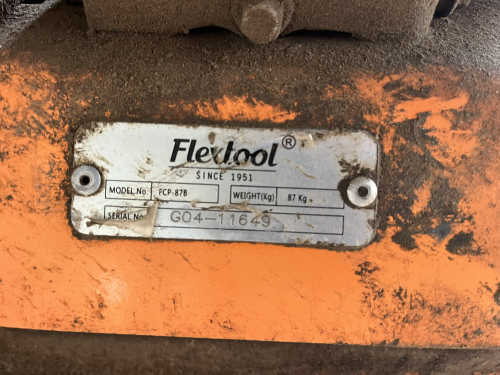 Flextool®
SINCE 1951
MODEL No. FCP-87B WEIGHT(Kg) 87 Kg
SERIAL No. G04-11649